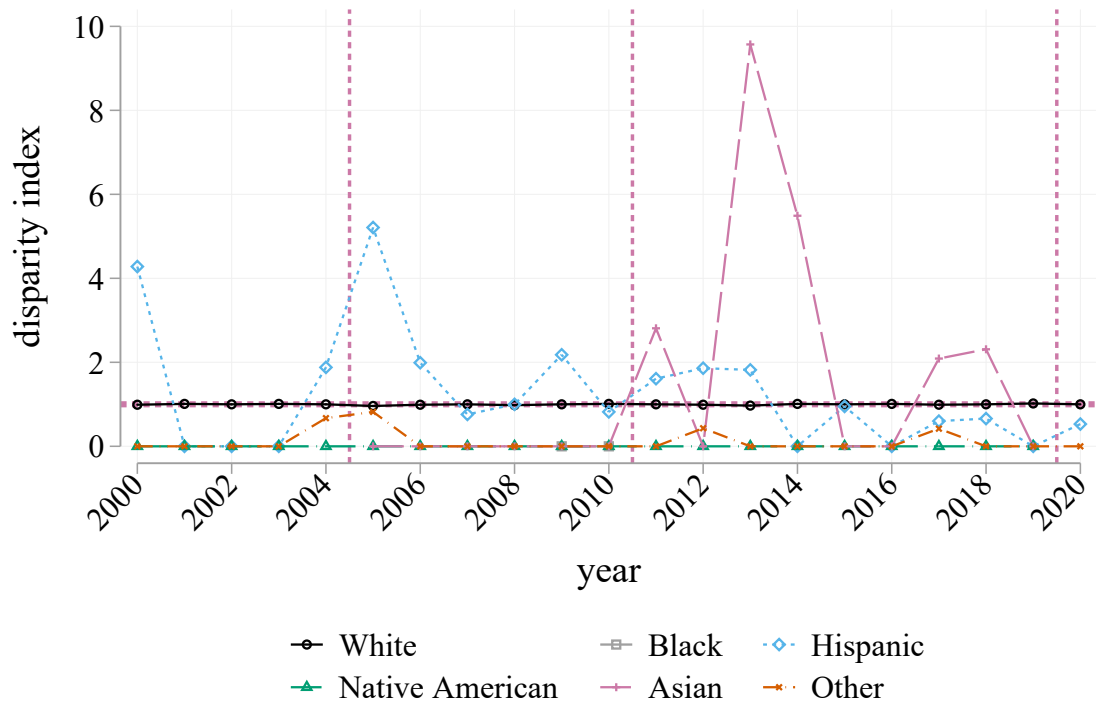 disparity index
10
8
6
4
2
0
2000 2002 2004 2006 2008 2010 2012 2014 2016 2018 2020
year
White Black Hispanic
Native American Asian Other